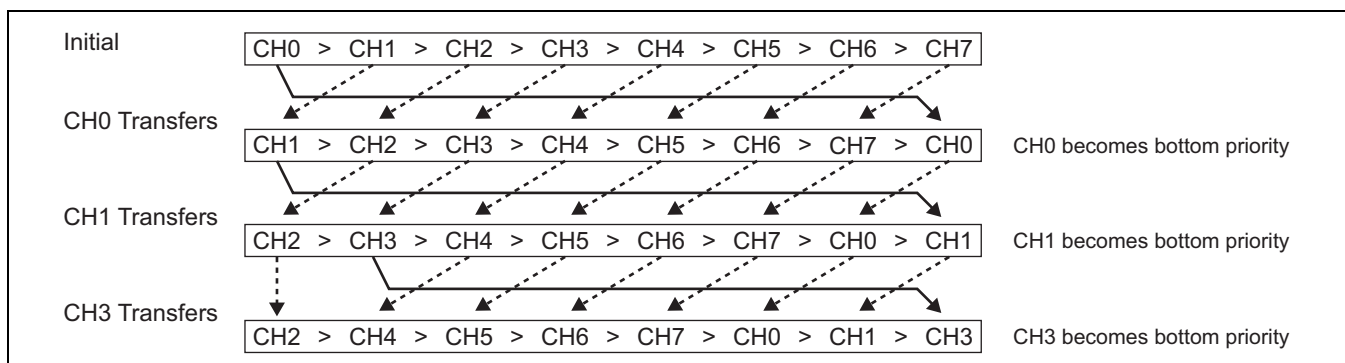 Initial
CH0 > CH1 > CH2 > CH3 > CH4 > CH5 > CH6 > CH7
CH0 Transfers
CH1 > CH2 > CH3 > CH4 > CH5 > CH6 > CH7 > CH0
CH0 becomes bottom priority
CH1 Transfers
CH2 > CH3 > CH4 > CH5 > CH6 > CH7 > CH0 > CH1
CH1 becomes bottom priority
CH3 Transfers
CH2 > CH4 > CH5 > CH6 > CH7 > CH0 > CH1 > CH3
CH3 becomes bottom priority